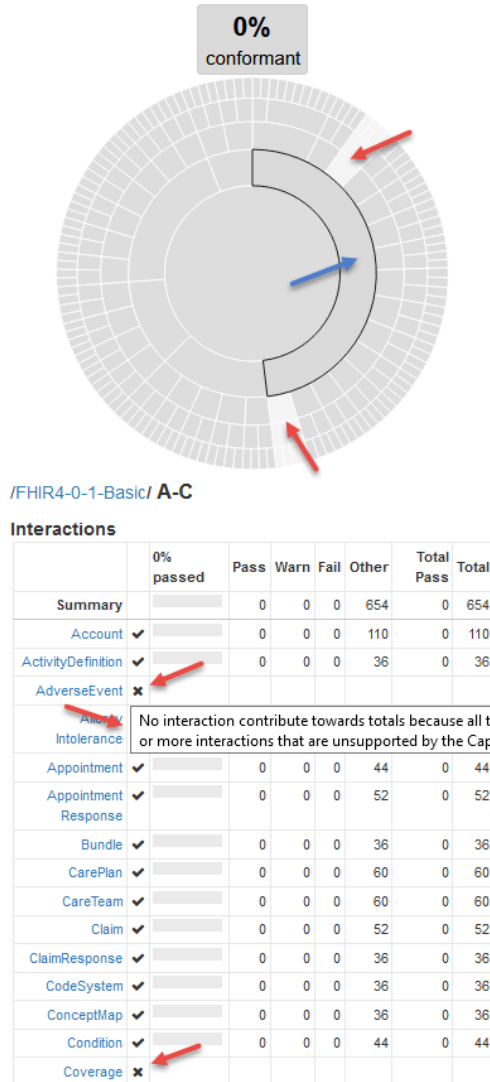 0%
conformant
/FHIR4-0-1-Basic/ A-C
Interactions
0% passed Pass Warn Fail Other Total Pass Total
Summary 0 0 0 654 0 654
Account ✔ 0 0 0 110 0 110
ActivityDefinition ✔ 0 0 0 36 0 36
AdverseEvent ✖
Allergy
Intolerance
No interaction contribute towards totals because all t
or more interactions that are unsupported by the Cap
Appointment ✔ 0 0 0 44 0 44
Appointment Response ✔ 0 0 0 52 0 52
Bundle ✔ 0 0 0 36 0 36
CarePlan ✔ 0 0 0 60 0 60
CareTeam ✔ 0 0 0 60 0 60
Claim ✔ 0 0 0 52 0 52
ClaimResponse ✔ 0 0 0 36 0 36
CodeSystem ✔ 0 0 0 36 0 36
ConceptMap ✔ 0 0 0 36 0 36
Condition ✔ 0 0 0 44 0 44
Coverage ✖